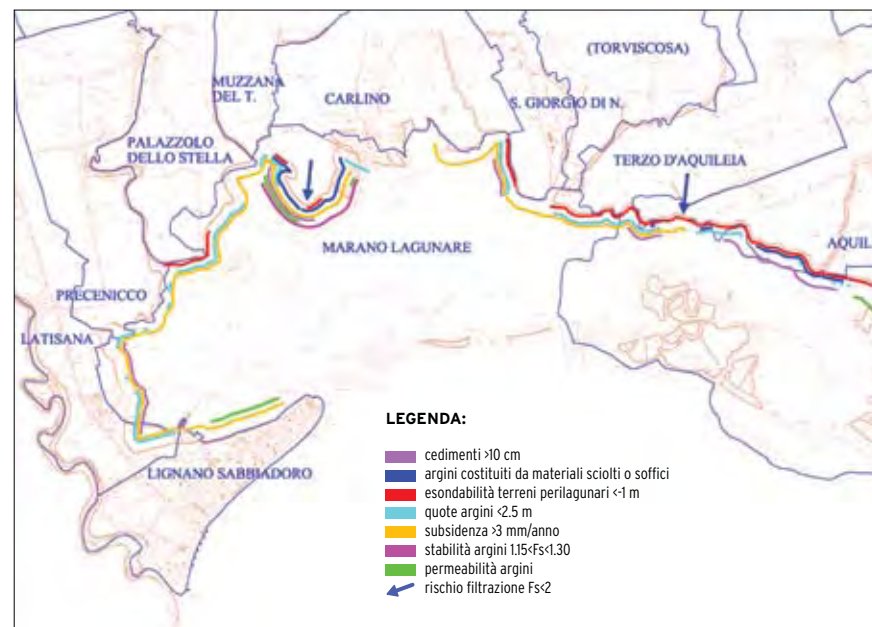 (TORVISCOSA)
MUZZANA
DEL T.
CARLINO
S. GIORGIO DI N.
PALAZZOLO
DELLO STELLA
TERZO D'AQUILEIA
MARANO LAGUNARE
AQUIL
PRECENICCO
LATISANA
LIGNANO SABBIADORO
LEGENDA:
cedimenti >10 cm
argini costituiti da materiali sciolti o soffici
esondabilità terreni perilagunari <-1 m
quote argini <2.5 m
subsidenza >3 mm/anno
stabilità argini 1.15<Fs<1.30
permeabilità argini
rischio filtrazione Fs<2